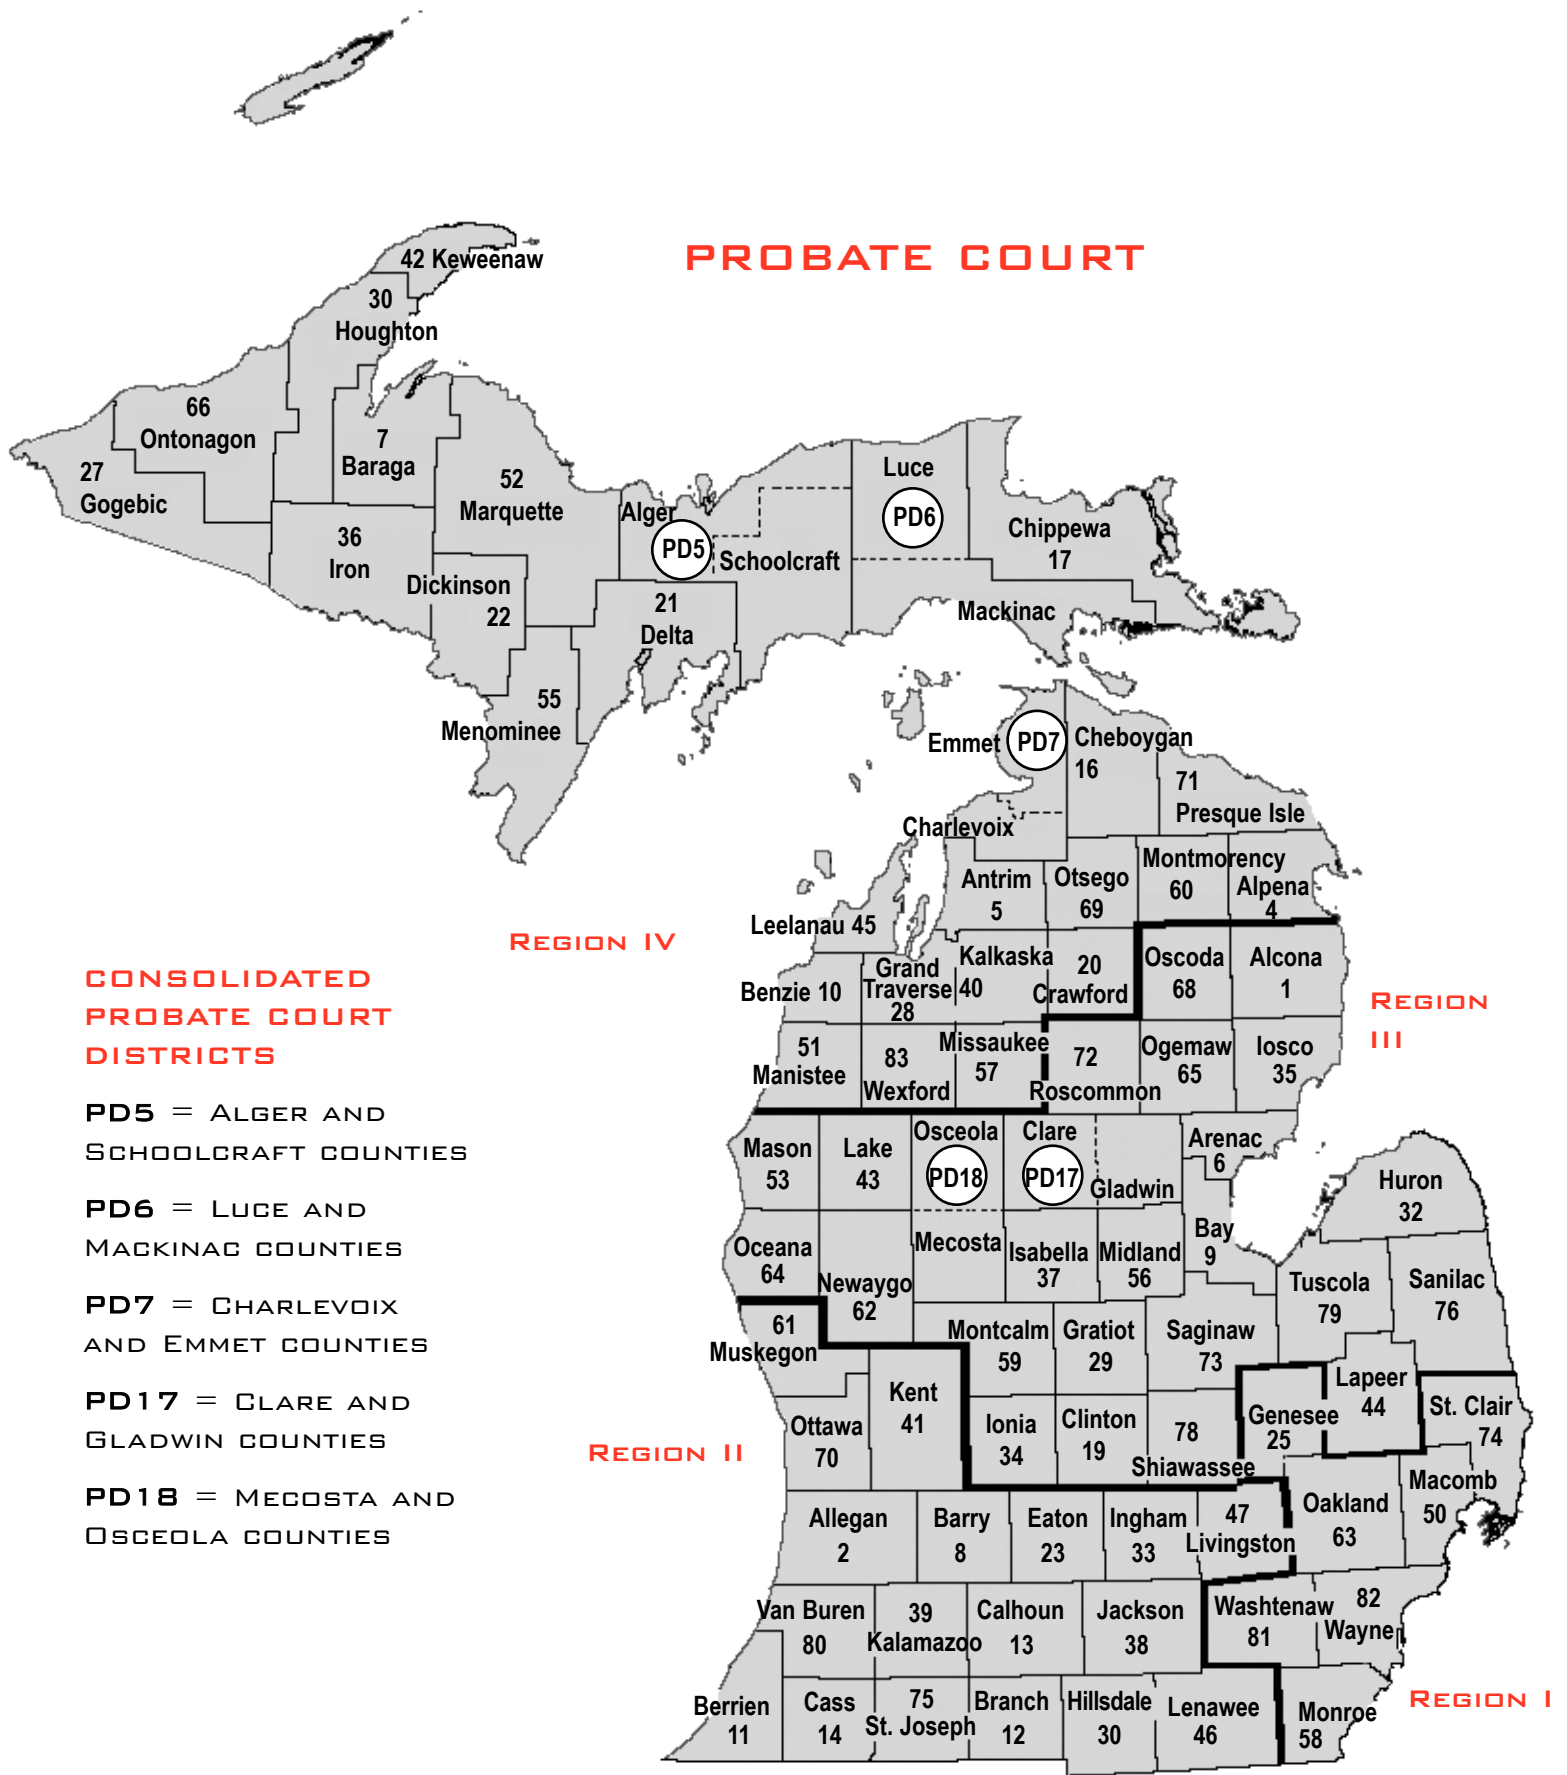 PROBATE COURT
42 Keweenaw
30
Houghton
66
Ontonagon
7
Baraga
27
Gogebic
52
Marquette
36
Iron
Dickinson
22
Alger
PD5
Schoolcraft
Luce
PD6
Chippewa
17
Mackinac
21
Delta
55
Menominee
Emmet
PD7
Cheboygan
16
71
Presque Isle
Charlevoix
Antrim
5
Otsego
69
Montmorency
60
Alpena
4
Leelanau 45
REGION IV
Benzie 10
Grand
Traverse
28
Kalkaska
40
20
Crawford
Oscoda
68
Alcona
1
REGION
III
51
Manistee
83
Wexford
Missaukee
57
72
Roscommon
Ogemaw
65
Iosco
35
CONSOLIDATED
PROBATE COURT
DISTRICTS
PD5 = ALGER AND
SCHOOLCRAFT COUNTIES
PD6 = LUCE AND
MACKINAC COUNTIES
PD7 = CHARLEVOIX
AND EMMET COUNTIES
PD17 = CLARE AND
GLADWIN COUNTIES
PD18 = MECOSTA AND
OSCEOLA COUNTIES
Mason
53
Lake
43
Osceola
PD18
Clare
PD17
Gladwin
Arenac
6
Huron
32
Oceana
64
Newaygo
62
Mecosta
Isabella
37
Midland
56
Bay
9
Tuscola
79
Sanilac
76
61
Muskegon
Montcalm
59
Gratiot
29
Saginaw
73
Lapeer
44
Kent
41
Ottawa
70
Ionia
34
Clinton
19
78
Shiawassee
Genesee
25
St. Clair
74
REGION II
Allegan
2
Barry
8
Eaton
23
Ingham
33
47
Livingston
Oakland
63
Macomb
50
Van Buren
80
39
Kalamazoo
Calhoun
13
Jackson
38
Washtenaw
81
82
Wayne
Berrien
11
Cass
14
75
St. Joseph
Branch
12
Hillsdale
30
Lenawee
46
Monroe
58
REGION I